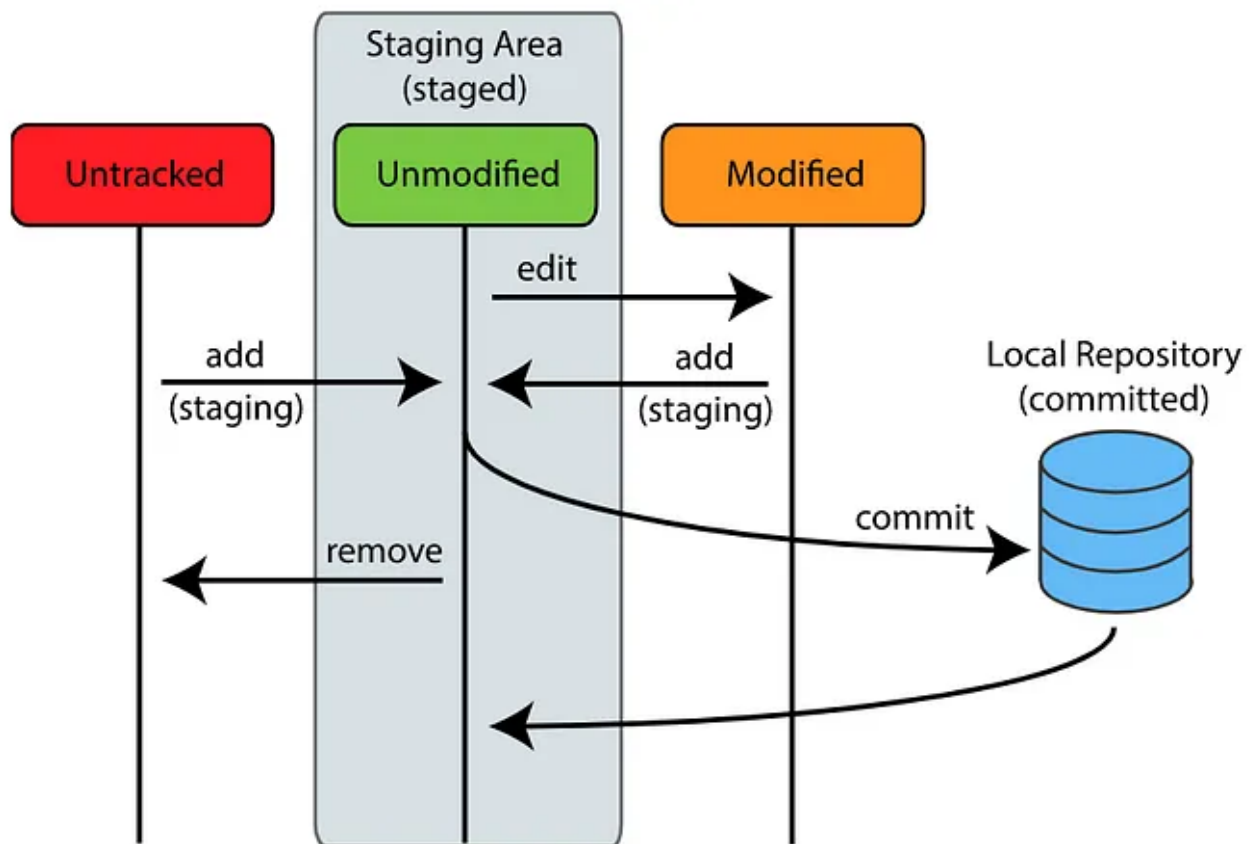 Staging Area
(staged)
Untracked
Unmodified
Modified
edit
add
(staging)
add
(staging)
Local Repository
(committed)
commit
remove